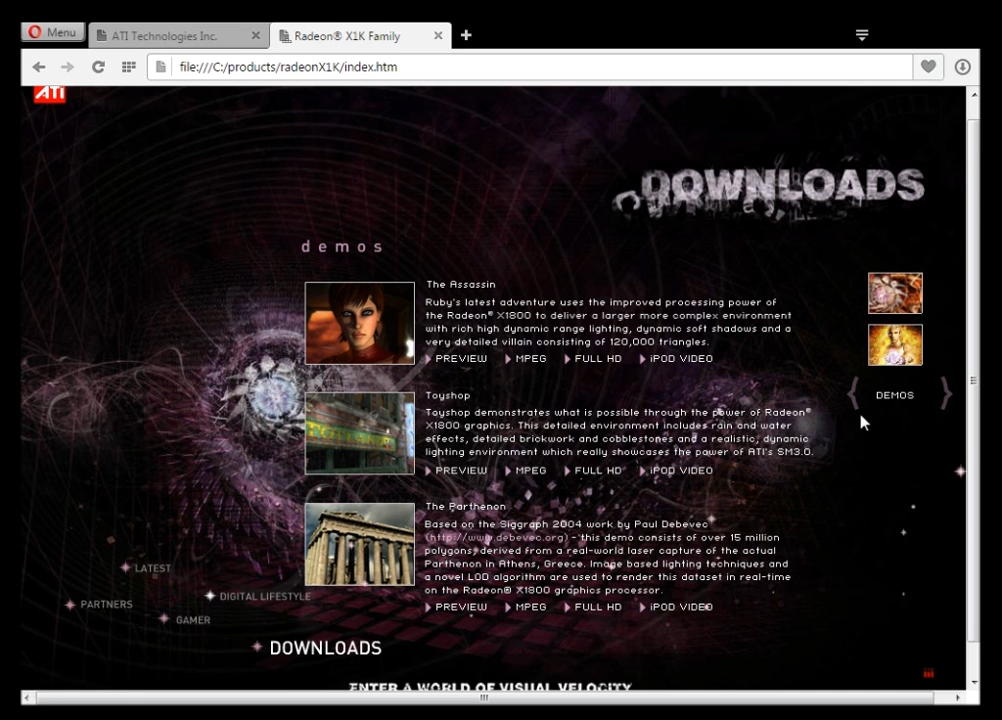 Menu
ATI Technologies Inc.
Radeon® X1K Family
file:///C:/products/radeonX1K/index.htm
ATI
DOWNLOADS
demos
The Assassin
Ruby's latest adventure uses the improved processing power of
the Radeon® X1800 to deliver a larger more complex environment
with rich high dynamic range lighting, dynamic soft shadows and a
very detailed villain consisting of 120,000 triangles.
PREVIEW MPEG FULL HD iPOD VIDEO
Toyshop
Toyshop demonstrates what is possible through the power of Radeon®
X1800 graphics. This detailed environment includes rain and water
effects, detailed brickwork and cobblestones and a realistic, dynamic
lighting environment which really showcases the power of ATI's SM3.0.
PREVIEW MPEG FULL HD iPOD VIDEO
DEMOS
The Parthenon
Based on the Siggraph 2004 work by Paul Debevec
(http://www.debevec.org) - this demo consists of over 15 million
polygons, derived from a real-world laser capture of the actual
Parthenon in Athens, Greece. Image based lighting techniques and
a novel LOD algorithm are used to render this dataset in real-time
on the Radeon® X1800 graphics processor.
PREVIEW MPEG FULL HD iPOD VIDEO
LATEST
DIGITAL LIFESTYLE
PARTNERS
GAMER
DOWNLOADS
ENTER A WORLD OF VISUAL VELOCITY